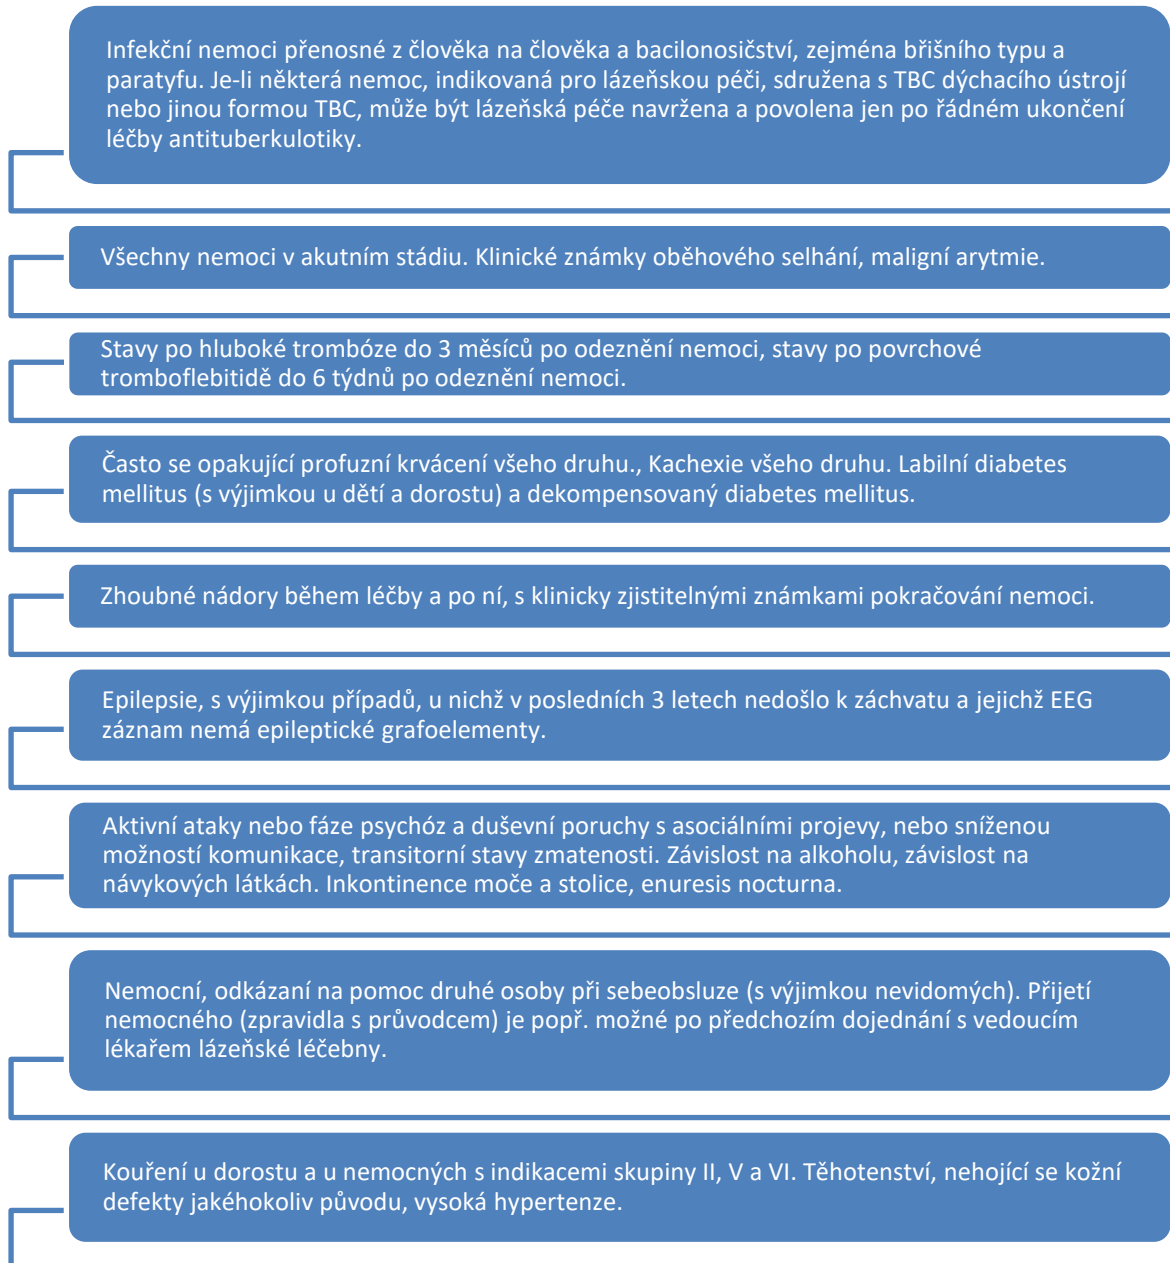 Infekční nemoci přenosné z člověka na člověka a bacilonosičství, zejména břišního typu a
paratyfu. Je-li některá nemoc, indikovaná pro lázeňskou péči, sdružena s TBC dýchacího ústrojí
nebo jinou formou TBC, může být lázeňská péče navržena a povolena jen po řádném ukončení
léčby antituberkulotiky.
Všechny nemoci v akutním stádiu. Klinické známky oběhového selhání, maligní arytmie.
Stavy po hluboké trombóze do 3 měsíců po odeznění nemoci, stavy po povrchové
tromboflebitidě do 6 týdnů po odeznění nemoci.
Často se opakující profuzní krvácení všeho druhu., Kachexie všeho druhu. Labilní diabetes
mellitus (s výjimkou u dětí a dorostu) a dekompensovaný diabetes mellitus.
Zhoubné nádory během léčby a po ní, s klinicky zjistitelnými známkami pokračování nemoci.
Epilepsie, s výjimkou případů, u nichž v posledních 3 letech nedošlo k záchvatu a jejichž EEG
záznam nemá epileptické grafoelementy.
Aktivní ataky nebo fáze psychóz a duševní poruchy s asociálními projevy, nebo sníženou
možností komunikace, transitorní stavy zmatenosti. Závislost na alkoholu, závislost na
návykových látkách. Inkontinence moče a stolice, enuresis nocturna.
Nemocní, odkázaní na pomoc druhé osoby při sebeobsluze (s výjimkou nevidomých). Přijetí
nemocného (zpravidla s průvodcem) je popř. možné po předchozím dojednání s vedoucím
lékařem lázeňské léčebny.
Kouření u dorostu a u nemocných s indikacemi skupiny II, V a VI. Těhotenství, nehojící se kožní
defekty jakéhokoliv původu, vysoká hypertenze.